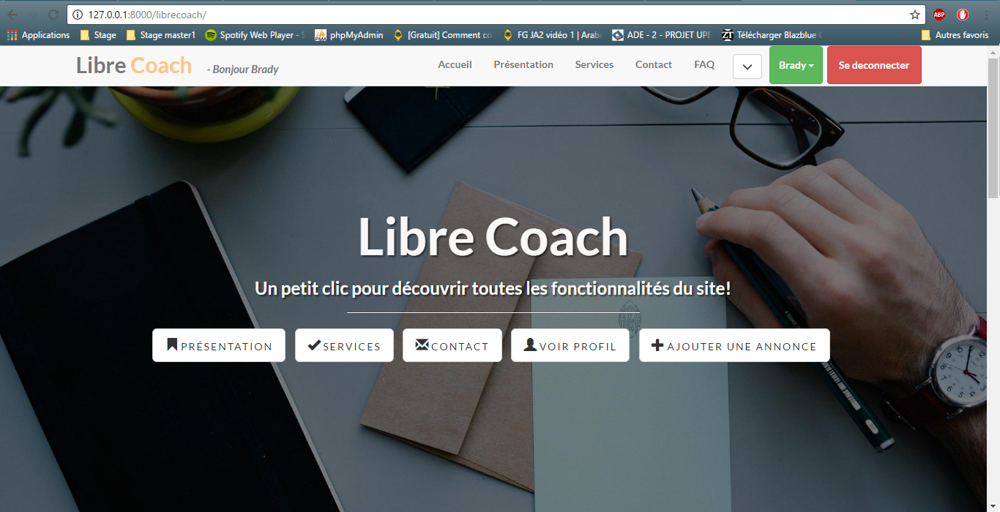 127.0.0.1:8000/librecoach/
ABP
Applications Stage Stage master1 Spotify Web Player - S phpMyAdmin [Gratuit] Comment co FG JA2 vidéo 1 | Arab ADE - 2 - PROJET UPE Télécharger Blazblue Autres favoris
Libre Coach - Bonjour Brady Accueil Présentation Services Contact FAQ Brady Se deconnecter
Libre Coach
Un petit clic pour découvrir toutes les fonctionnalités du site!
PRÉSENTATION SERVICES CONTACT VOIR PROFIL AJOUTER UNE ANNONCE